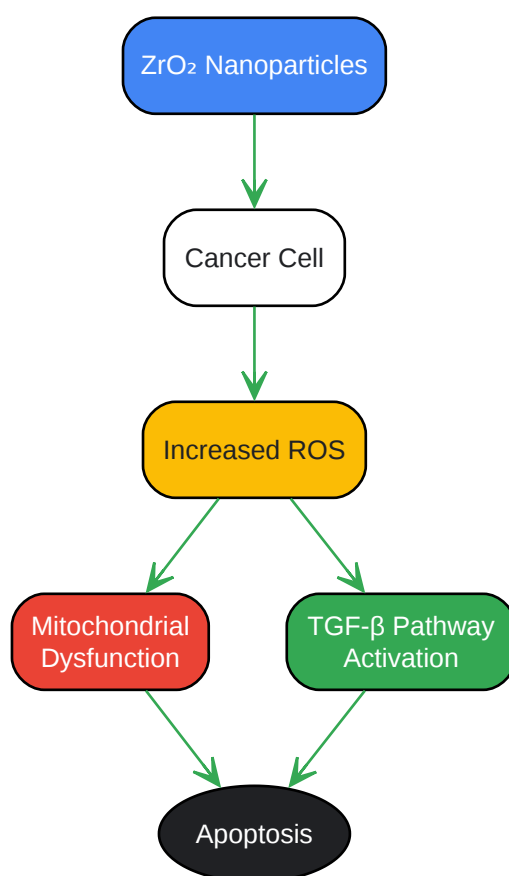 ZrO₂ Nanoparticles
Cancer Cell
Increased ROS
Mitochondrial
Dysfunction
TGF-β Pathway
Activation
Apoptosis